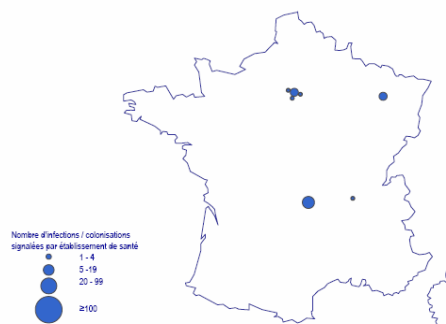 Nombre d'infections / colonisations
signalées par établissement de santé
1 - 4
5 -19
20 - 99
≥100